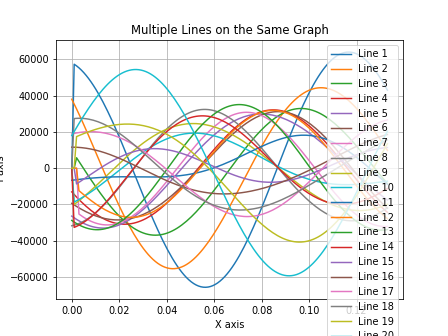 Multiple Lines on the Same Graph
60000
40000
20000
0
−20000
−40000
−60000
0.00 0.02 0.04 0.06 0.08 0.10
X axis
axis
Line 1
Line 2
Line 3
Line 4
Line 5
Line 7
Line 8
Line 9
Line 10
Line 11
Line 12
Line 13
Line 14
Line 15
Line 16
Line 17
Line 18
Line 19
Line 20